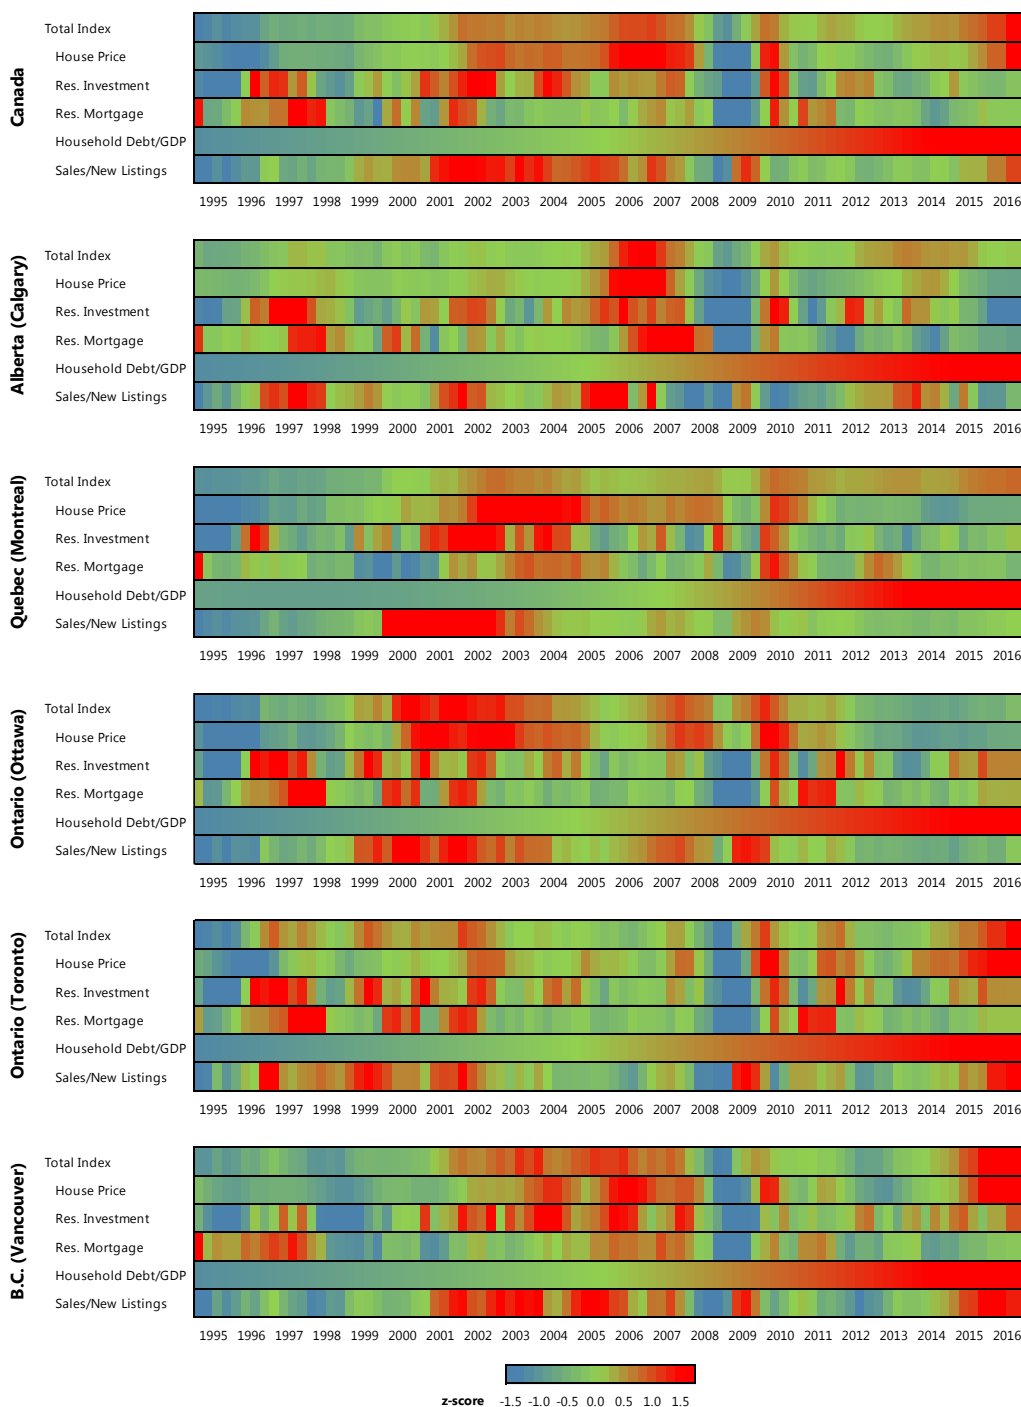 Canada
Total Index
House Price
Res. Investment
Res. Mortgage
Household Debt/GDP
Sales/New Listings
1995 1996 1997 1998 1999 2000 2001 2002 2003 2004 2005 2006 2007 2008 2009 2010 2011 2012 2013 2014 2015 2016
Alberta (Calgary)
Total Index
House Price
Res. Investment
Res. Mortgage
Household Debt/GDP
Sales/New Listings
1995 1996 1997 1998 1999 2000 2001 2002 2003 2004 2005 2006 2007 2008 2009 2010 2011 2012 2013 2014 2015 2016
Quebec (Montreal)
Total Index
House Price
Res. Investment
Res. Mortgage
Household Debt/GDP
Sales/New Listings
1995 1996 1997 1998 1999 2000 2001 2002 2003 2004 2005 2006 2007 2008 2009 2010 2011 2012 2013 2014 2015 2016
Ontario (Ottawa)
Total Index
House Price
Res. Investment
Res. Mortgage
Household Debt/GDP
Sales/New Listings
1995 1996 1997 1998 1999 2000 2001 2002 2003 2004 2005 2006 2007 2008 2009 2010 2011 2012 2013 2014 2015 2016
Ontario (Toronto)
Total Index
House Price
Res. Investment
Res. Mortgage
Household Debt/GDP
Sales/New Listings
1995 1996 1997 1998 1999 2000 2001 2002 2003 2004 2005 2006 2007 2008 2009 2010 2011 2012 2013 2014 2015 2016
B.C. (Vancouver)
Total Index
House Price
Res. Investment
Res. Mortgage
Household Debt/GDP
Sales/New Listings
1995 1996 1997 1998 1999 2000 2001 2002 2003 2004 2005 2006 2007 2008 2009 2010 2011 2012 2013 2014 2015 2016
z-score -1.5 -1.0 -0.5 0.0 0.5 1.0 1.5